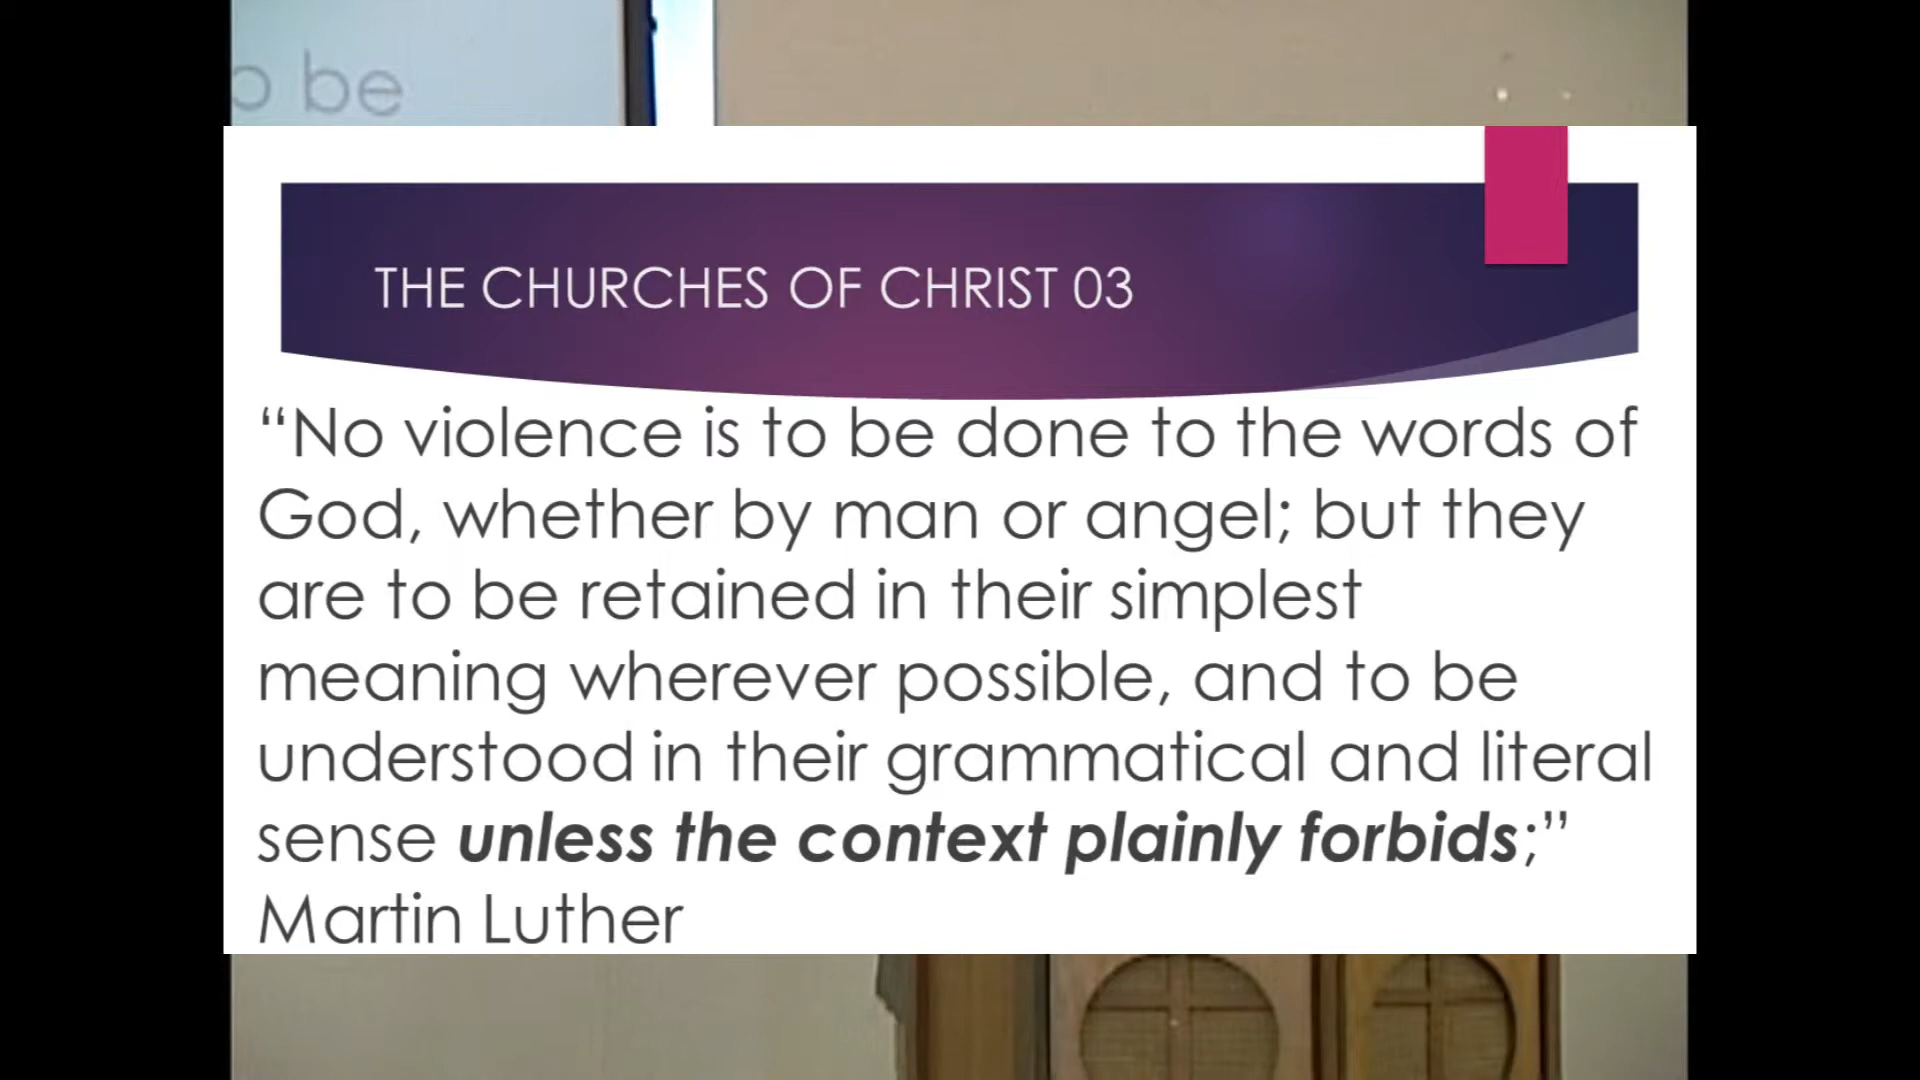 be
THE CHURCHES OF CHRIST 03
“No violence is to be done to the words of
God, whether by man or angel; but they
are to be retained in their simplest
meaning wherever possible, and to be
understood in their grammatical and literal
sense unless the context plainly forbids;”
Martin Luther